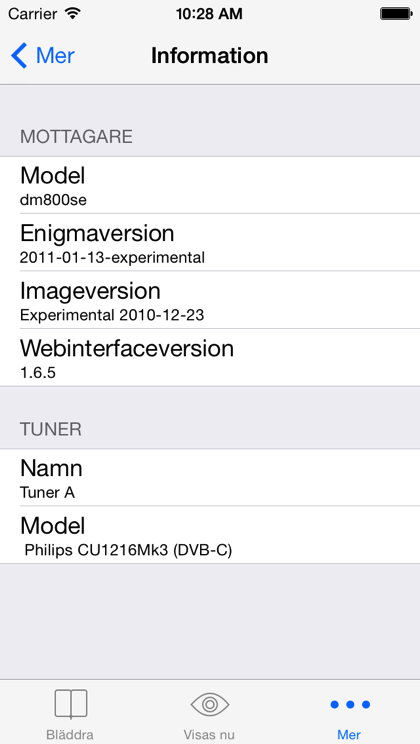 Carrier 10:28 AM
Mer Information
MOTTAGARE
Model
dm800se
Enigmaversion
2011-01-13-experimental
Imageversion
Experimental 2010-12-23
Webinterfaceversion
1.6.5
TUNER
Namn
Tuner A
Model
Philips CU1216Mk3 (DVB-C)
Bläddra Visas nu Mer